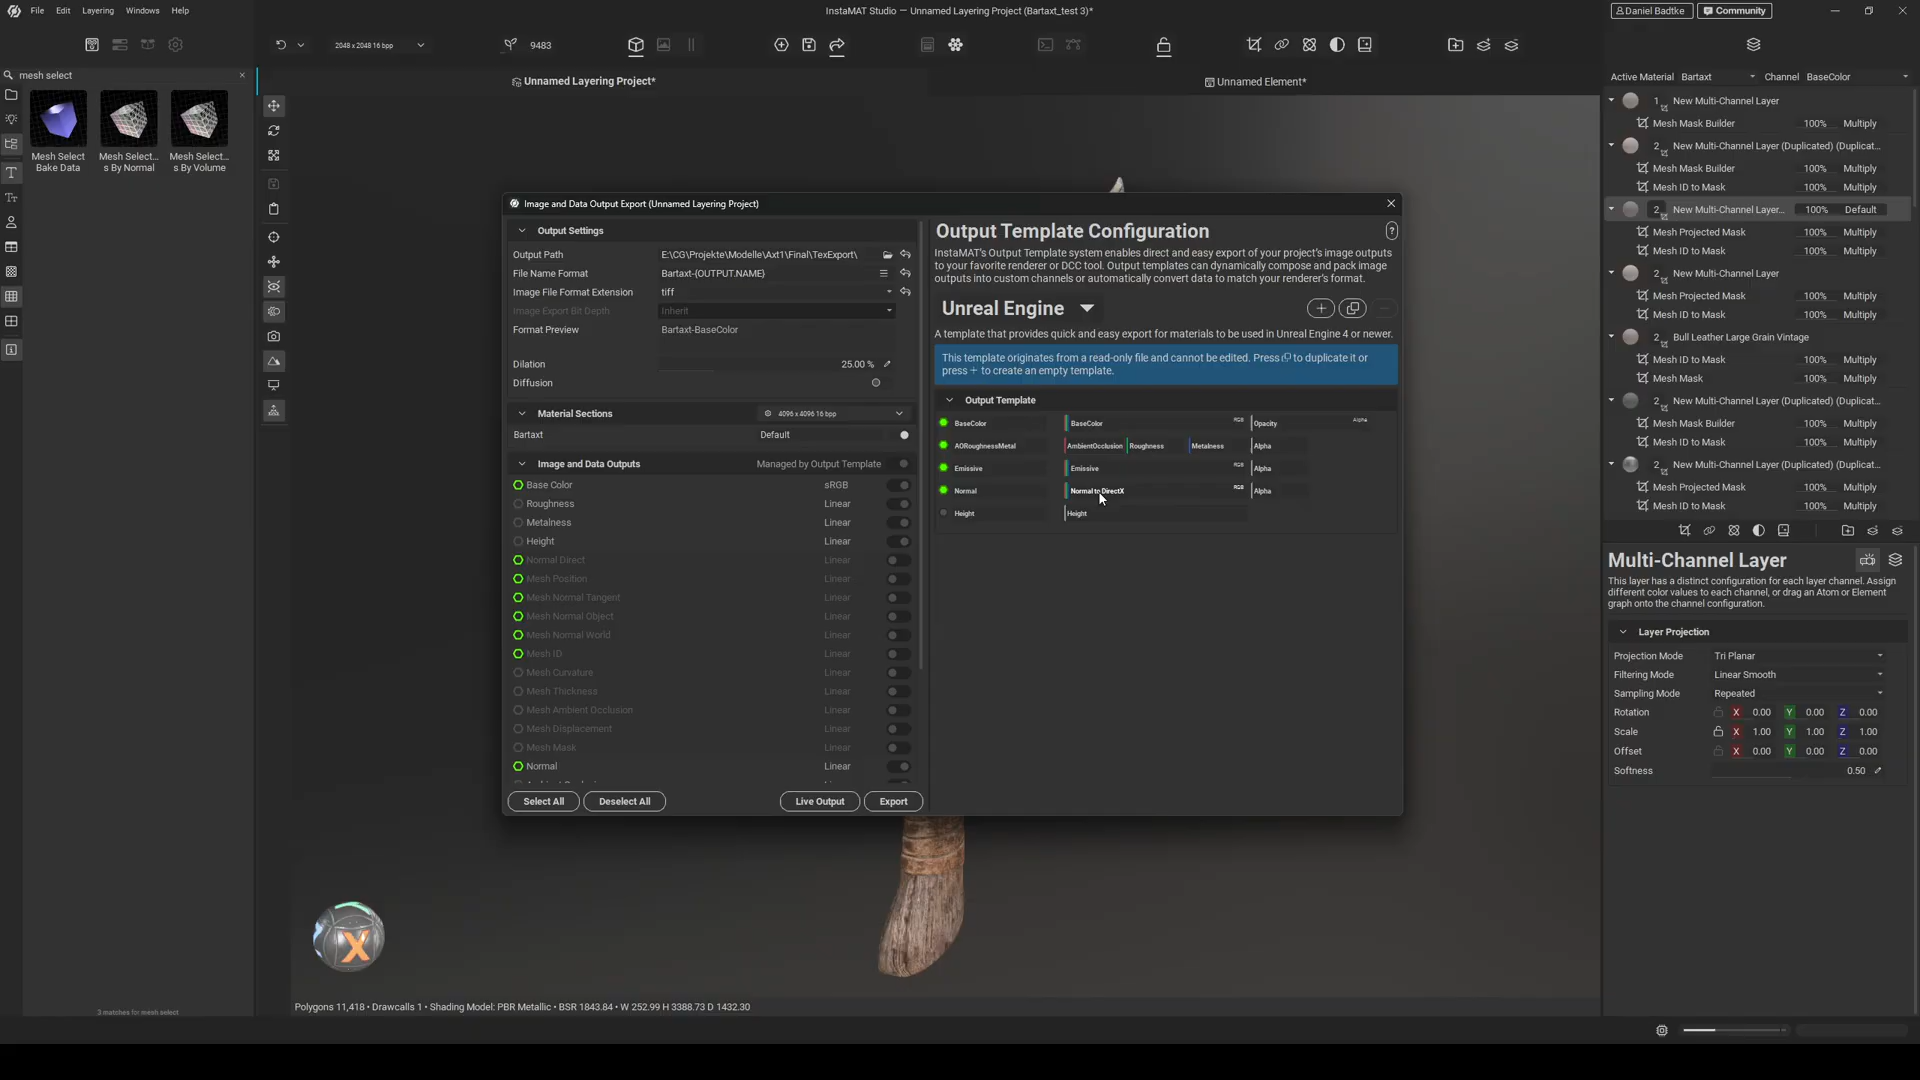 File Edit Layering Windows Help
InstaMAT Studio — Unnamed Layering Project (Bartaxt_test 3)*
Daniel Badtke Community
2048 x 2048 16 bpp
9483
mesh select
Unnamed Layering Project*
Unnamed Element*
Mesh Select Bake Data
Mesh Select... s By Normal
Mesh Select... s By Volume
3 matches for mesh select
Image and Data Output Export (Unnamed Layering Project)
Output Settings
Output Path E:\CG\Projekte\Modelle\Axt1\Final\TexExport\
File Name Format Bartaxt-{OUTPUT.NAME}
Image File Format Extension tiff
Image Export Bit Depth Inherit
Format Preview Bartaxt-BaseColor
Dilation 25.00 %
Diffusion
Material Sections 4096 x 4096 16 bpp
Bartaxt Default
Image and Data Outputs Managed by Output Template
Base Color sRGB
Roughness Linear
Metalness Linear
Height Linear
Normal Direct Linear
Mesh Position Linear
Mesh Normal Tangent Linear
Mesh Normal Object Linear
Mesh Normal World Linear
Mesh ID Linear
Mesh Curvature Linear
Mesh Thickness Linear
Mesh Ambient Occlusion Linear
Mesh Displacement Linear
Mesh Mask Linear
Normal Linear
Select All Deselect All Live Output Export
Output Template Configuration
InstaMAT's Output Template system enables direct and easy export of your project's image outputs
to your favorite renderer or DCC tool. Output templates can dynamically compose and pack image
outputs into custom channels or automatically convert data to match your renderer's format.
Unreal Engine
A template that provides quick and easy export for materials to be used in Unreal Engine 4 or newer.
This template originates from a read-only file and cannot be edited. Press to duplicate it or
press + to create an empty template.
Output Template
BaseColor BaseColor RGB Opacity Alpha
AORoughnessMetal AmbientOcclusion Roughness Metalness Alpha
Emissive Emissive RGB Alpha
Normal Normal to DirectX RGB Alpha
Height Height
Polygons 11,418 • Drawcalls 1 • Shading Model: PBR Metallic • BSR 1843.84 • W 252.99 H 3388.73 D 1432.30
Active Material Bartaxt Channel BaseColor
1 New Multi-Channel Layer
Mesh Mask Builder 100% Multiply
2 New Multi-Channel Layer (Duplicated) (Duplicat...
Mesh Mask Builder 100% Multiply
Mesh ID to Mask 100% Multiply
2 New Multi-Channel Layer... 100% Default
Mesh Projected Mask 100% Multiply
Mesh ID to Mask 100% Multiply
2 New Multi-Channel Layer
Mesh Projected Mask 100% Multiply
Mesh ID to Mask 100% Multiply
2 Bull Leather Large Grain Vintage
Mesh ID to Mask 100% Multiply
Mesh Mask 100% Multiply
2 New Multi-Channel Layer (Duplicated) (Duplicat...
Mesh Mask Builder 100% Multiply
Mesh ID to Mask 100% Multiply
2 New Multi-Channel Layer (Duplicated) (Duplicat...
Mesh Projected Mask 100% Multiply
Mesh ID to Mask 100% Multiply
Multi-Channel Layer
This layer has a distinct configuration for each layer channel. Assign
different color values to each channel, or drag an Atom or Element
graph onto the channel configuration.
Layer Projection
Projection Mode Tri Planar
Filtering Mode Linear Smooth
Sampling Mode Repeated
Rotation X 0.00 Y 0.00 Z 0.00
Scale X 1.00 Y 1.00 Z 1.00
Offset X 0.00 Y 0.00 Z 0.00
Softness 0.50